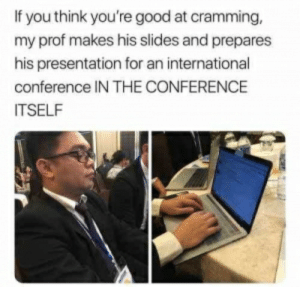 If you think you're good at cramming,
my prof makes his slides and prepares
his presentation for an international
conference IN THE CONFERENCE
ITSELF